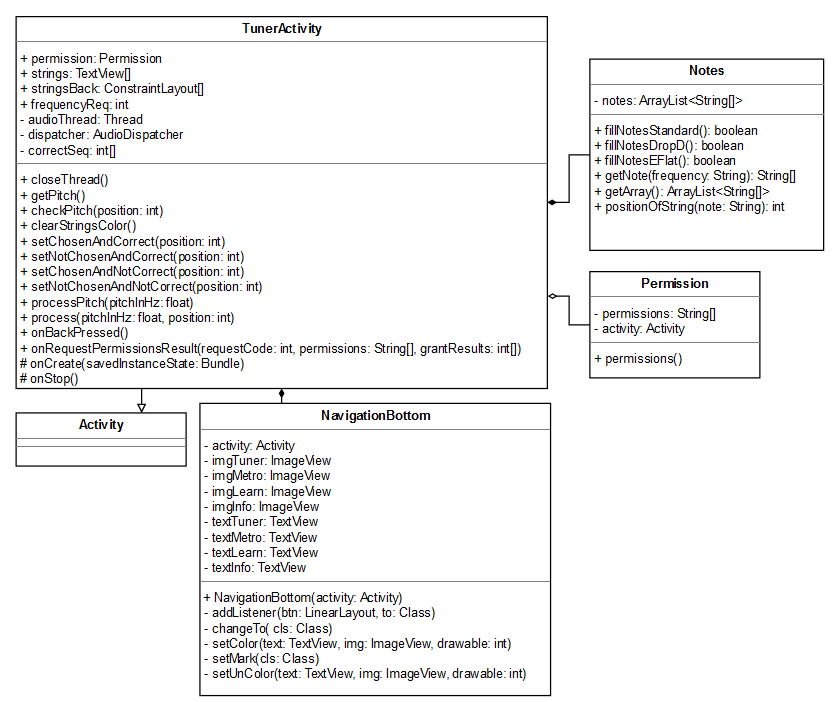 TunerActivity
+ permission: Permission
+ strings: TextView[]
+ stringsBack: ConstraintLayout[]
+ frequencyReq: int
- audioThread: Thread
- dispatcher: AudioDispatcher
- correctSeq: int[]
+ closeThread()
+ getPitch()
+ checkPitch(position: int)
+ clearStringsColor()
+ setChosenAndCorrect(position: int)
+ setNotChosenAndCorrect(position: int)
+ setChosenAndNotCorrect(position: int)
+ setNotChosenAndNotCorrect(position: int)
+ processPitch(pitchInHz: float)
+ process(pitchInHz: float, position: int)
+ onBackPressed()
+ onRequestPermissionsResult(requestCode: int, permissions: String[], grantResults: int[])
# onCreate(savedInstanceState: Bundle)
# onStop()
Notes
- notes: ArrayList<String[]>
+ fillNotesStandard(): boolean
+ fillNotesDropD(): boolean
+ fillNotesEFlat(): boolean
+ getNote(frequency: String): String[]
+ getArray(): ArrayList<String[]>
+ positionOfString(note: String): int
Permission
- permissions: String[]
- activity: Activity
+ permissions()
Activity
NavigationBottom
- activity: Activity
- imgTuner: ImageView
- imgMetro: ImageView
- imgLearn: ImageView
- imgInfo: ImageView
- textTuner: TextView
- textMetro: TextView
- textLearn: TextView
- textInfo: TextView
+ NavigationBottom(activity: Activity)
- addListener(btn: LinearLayout, to: Class)
- changeTo( cls: Class)
- setColor(text: TextView, img: ImageView, drawable: int)
- setMark(cls: Class)
- setUnColor(text: TextView, img: ImageView, drawable: int)